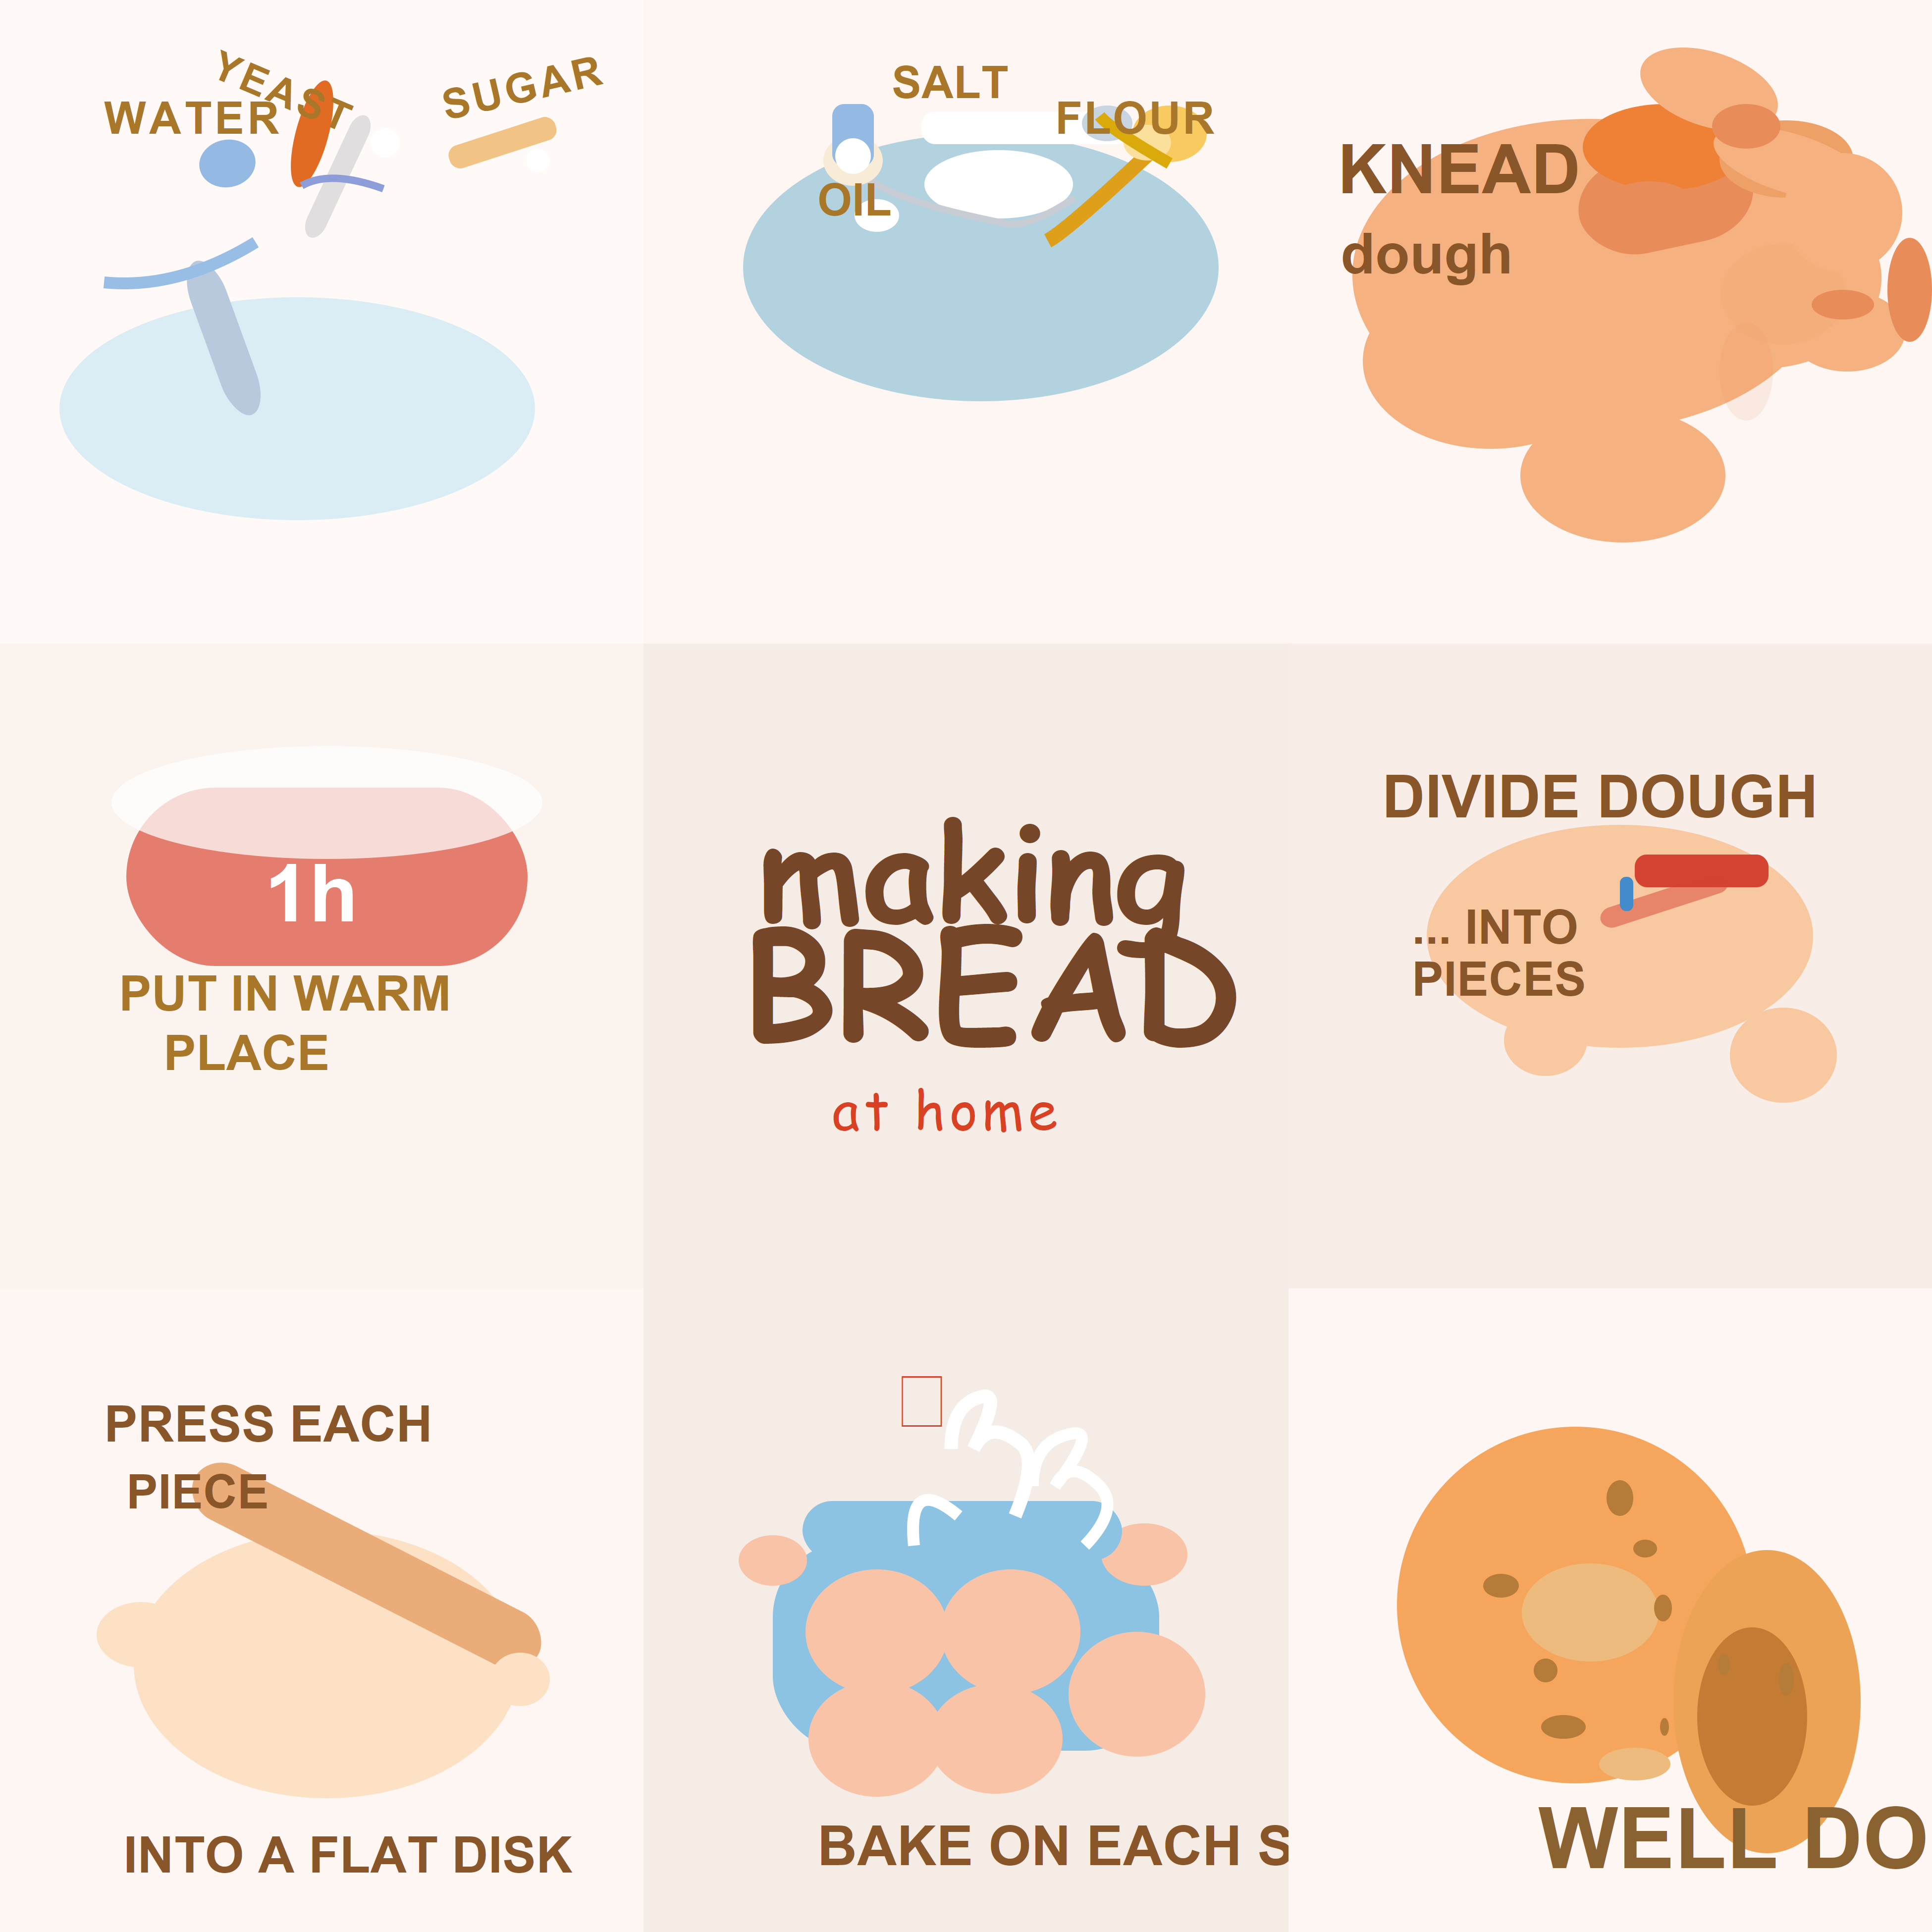 YEAST
WATER
SUGAR
SALT
FLOUR
OIL
KNEAD
dough
1h
PUT IN WARM
PLACE
making
BREAD
at home
DIVIDE DOUGH
... INTO
PIECES
PRESS EACH
PIECE
INTO A FLAT DISK
BAKE ON EACH S
WELL DO